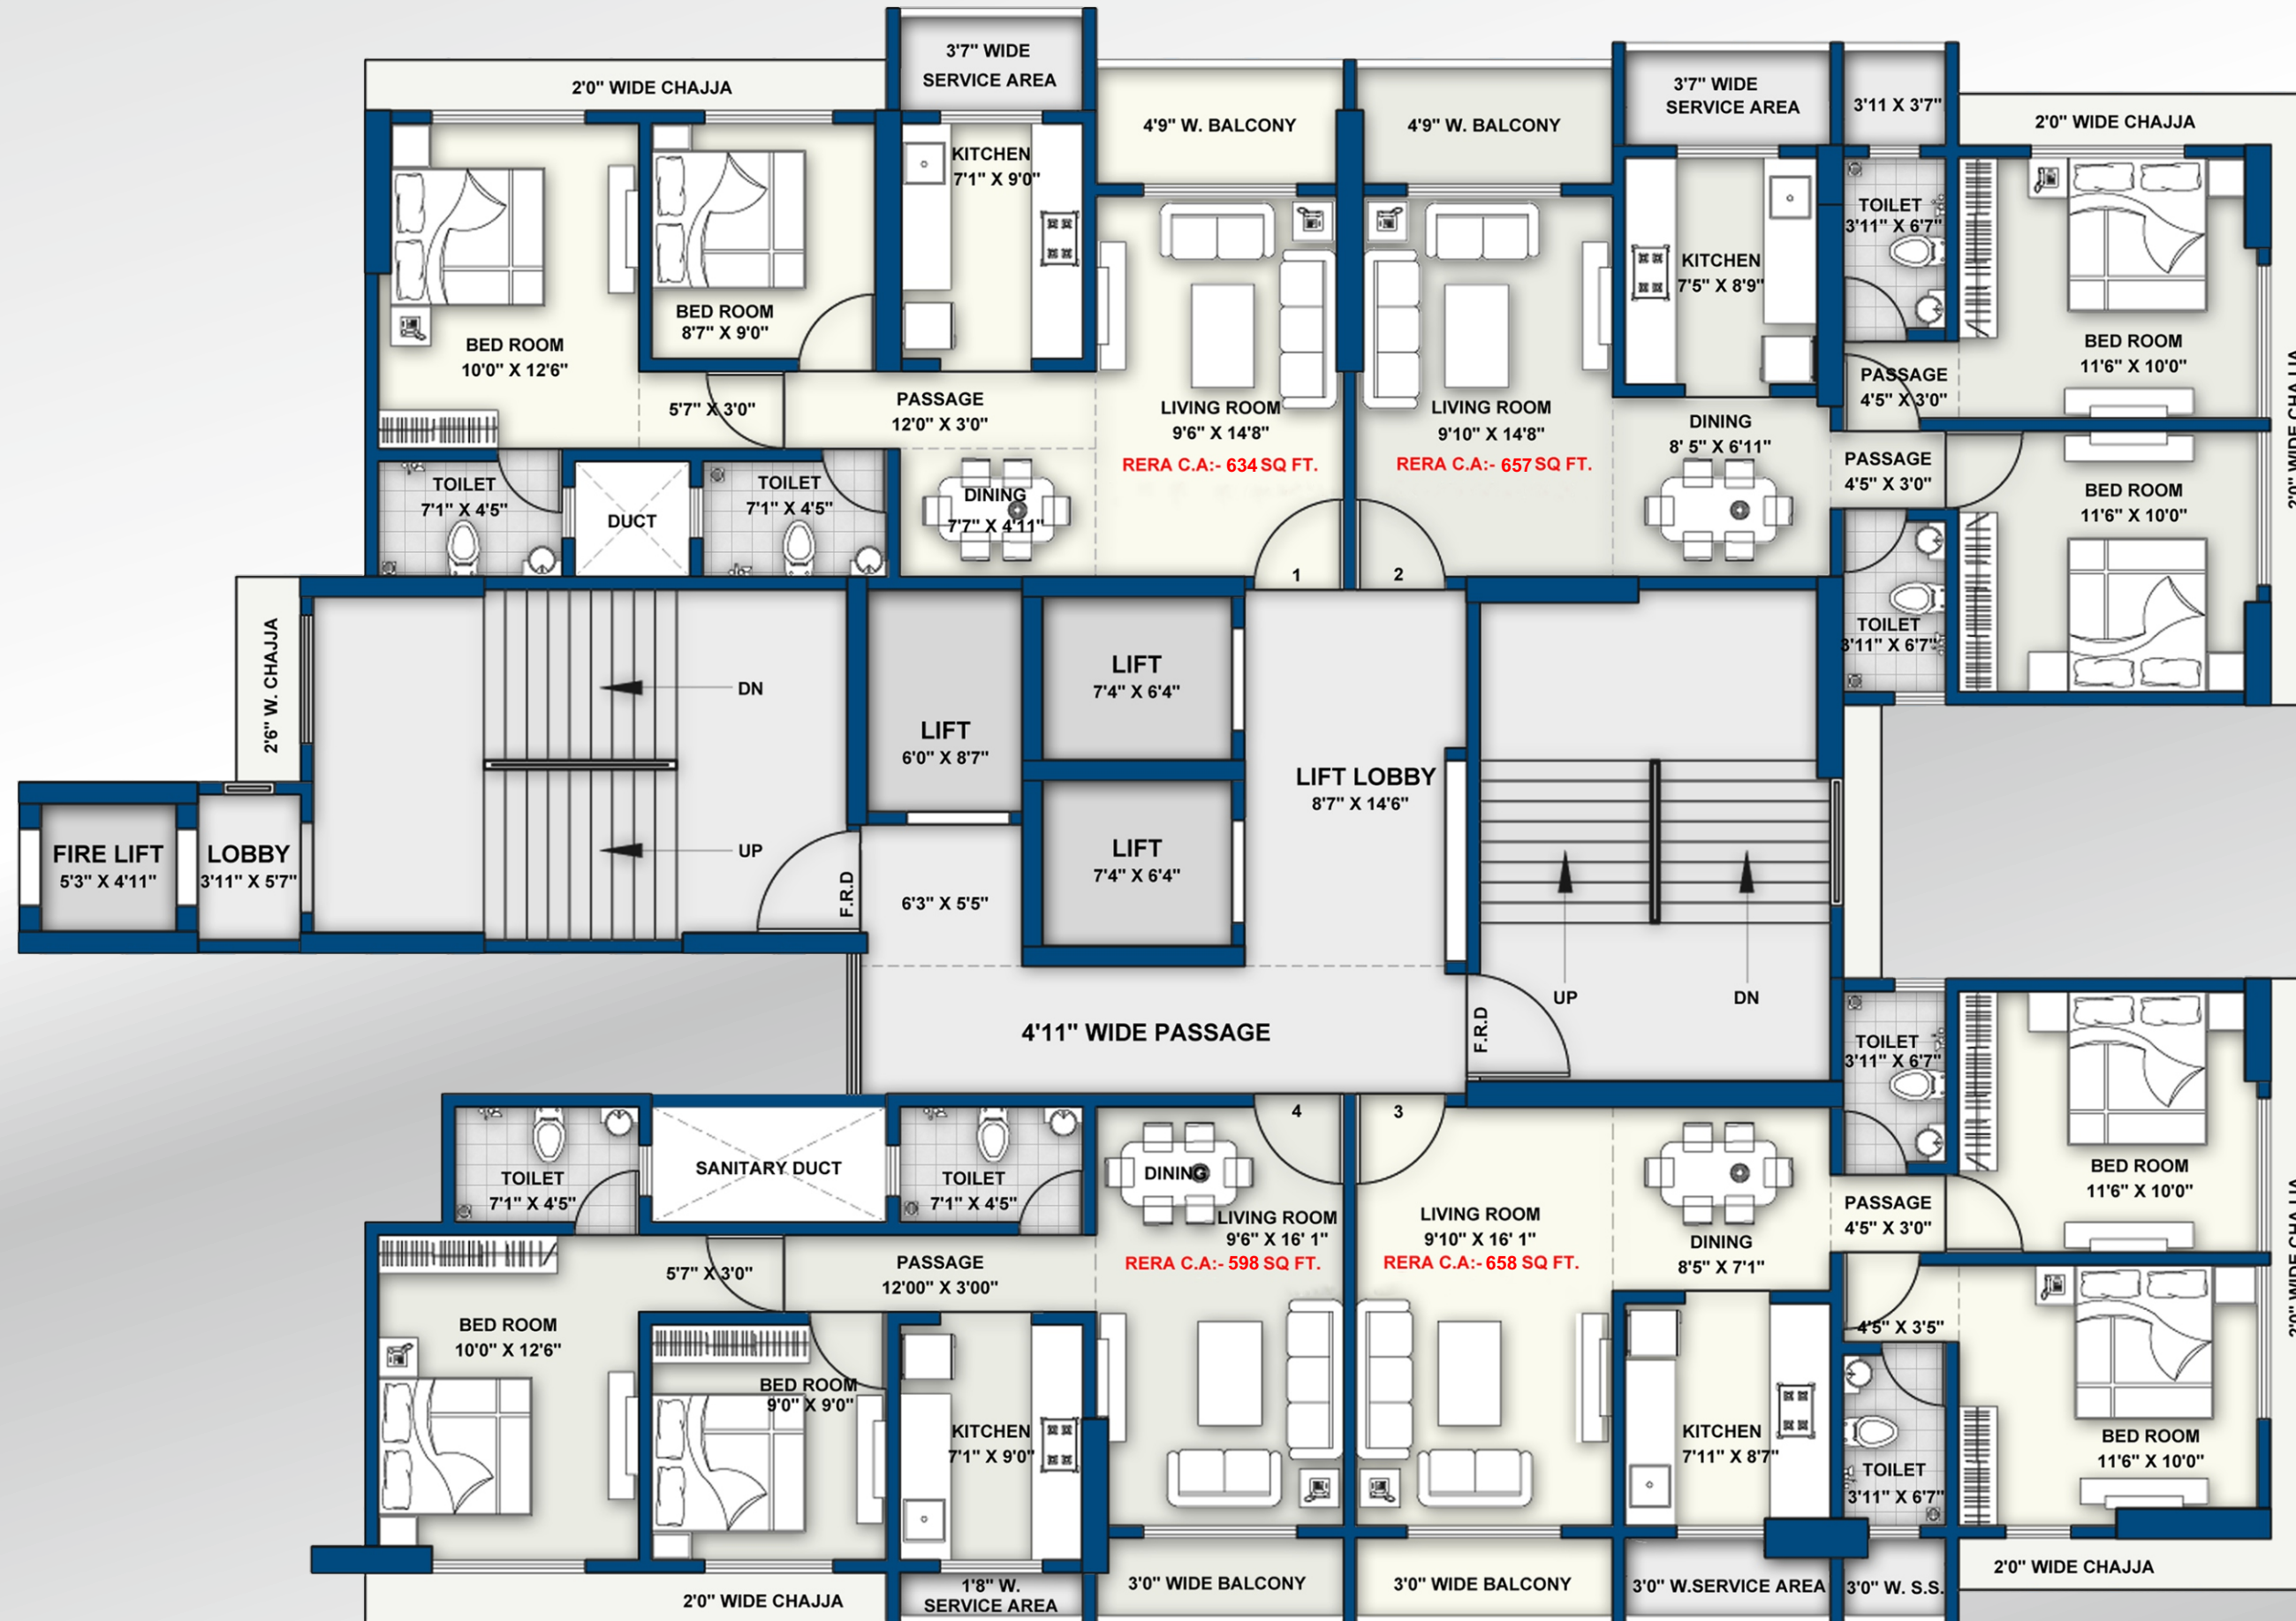 3'7" WIDE
SERVICE AREA
2'0" WIDE CHAJJA
4'9" W. BALCONY
4'9" W. BALCONY
3'7" WIDE
SERVICE AREA
3'11 X 3'7"
2'0" WIDE CHAJJA
BED ROOM
10'0" X 12'6"
BED ROOM
8'7" X 9'0"
KITCHEN
7'1" X 9'0"
5'7" X 3'0"
PASSAGE
12'0" X 3'0"
LIVING ROOM
9'6" X 14'8"
RERA C.A:- 634 SQ FT.
LIVING ROOM
9'10" X 14'8"
RERA C.A:- 657 SQ FT.
KITCHEN
7'5" X 8'9"
DINING
8' 5" X 6'11"
TOILET
3'11" X 6'7"
BED ROOM
11'6" X 10'0"
PASSAGE
4'5" X 3'0"
PASSAGE
4'5" X 3'0"
BED ROOM
11'6" X 10'0"
2'0" WIDE CHAJJA
TOILET
7'1" X 4'5"
DUCT
TOILET
7'1" X 4'5"
DINING
7'7" X 4'11"
1
2
TOILET
3'11" X 6'7"
2'6" W. CHAJJA
DN
UP
LIFT
6'0" X 8'7"
LIFT
7'4" X 6'4"
LIFT
7'4" X 6'4"
LIFT LOBBY
8'7" X 14'6"
FIRE LIFT
5'3" X 4'11"
LOBBY
3'11" X 5'7"
F.R.D
6'3" X 5'5"
UP
DN
F.R.D
4'11" WIDE PASSAGE
TOILET
7'1" X 4'5"
SANITARY DUCT
TOILET
7'1" X 4'5"
DINING
4
3
LIVING ROOM
9'6" X 16' 1"
RERA C.A:- 598 SQ FT.
LIVING ROOM
9'10" X 16' 1"
RERA C.A:- 658 SQ FT.
DINING
8'5" X 7'1"
TOILET
3'11" X 6'7"
BED ROOM
11'6" X 10'0"
PASSAGE
4'5" X 3'0"
2'0" WIDE CHAJJA
5'7" X 3'0"
PASSAGE
12'00" X 3'00"
BED ROOM
10'0" X 12'6"
BED ROOM
9'0" X 9'0"
KITCHEN
7'1" X 9'0"
KITCHEN
7'11" X 8'7"
4'5" X 3'5"
TOILET
3'11" X 6'7"
BED ROOM
11'6" X 10'0"
2'0" WIDE CHAJJA
1'8" W.
SERVICE AREA
3'0" WIDE BALCONY
3'0" WIDE BALCONY
3'0" W.SERVICE AREA
3'0" W. S.S.
2'0" WIDE CHAJJA